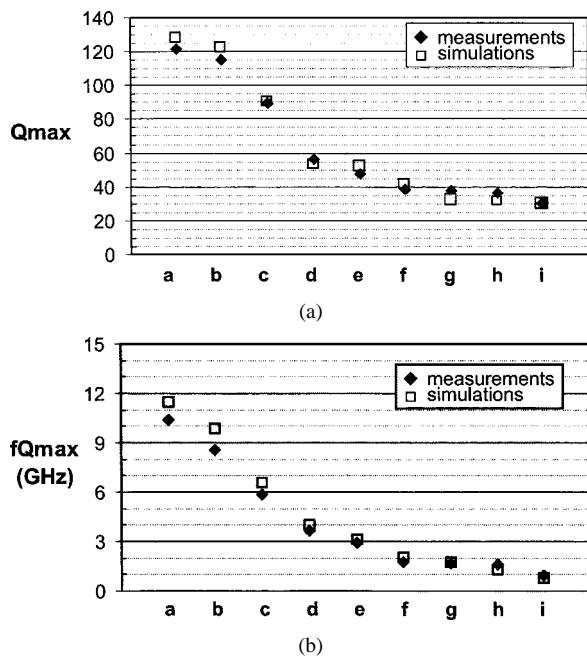 140
120
100
80
60
40
20
0
Qmax
measurements
simulations
a b c d e f g h i
(a)
15
12
9
6
3
0
fQmax
(GHz)
measurements
simulations
a b c d e f g h i
(b)